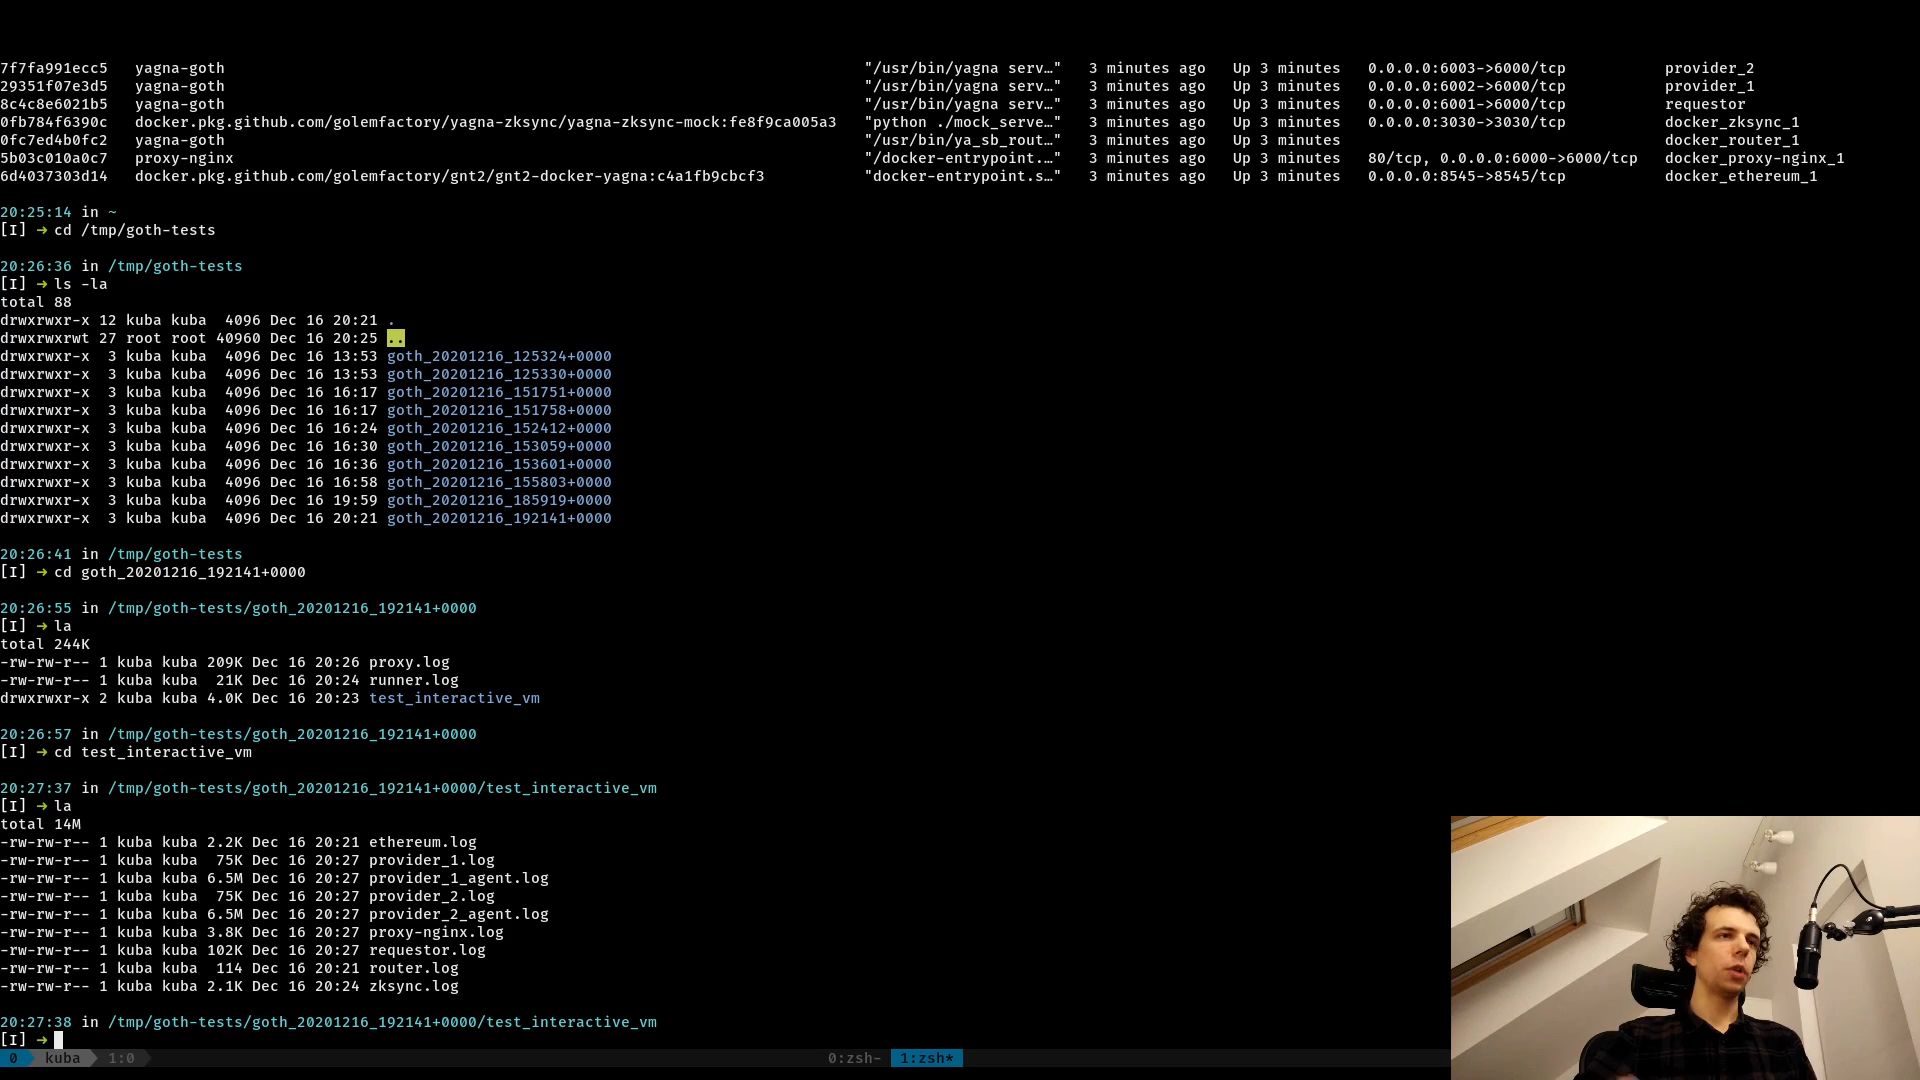 7f7fa991ecc5   yagna-goth   "/usr/bin/yagna serv…"   3 minutes ago   Up 3 minutes   0.0.0.0:6003->6000/tcp   provider_2
29351f07e3d5   yagna-goth   "/usr/bin/yagna serv…"   3 minutes ago   Up 3 minutes   0.0.0.0:6002->6000/tcp   provider_1
8c4c8e6021b5   yagna-goth   "/usr/bin/yagna serv…"   3 minutes ago   Up 3 minutes   0.0.0.0:6001->6000/tcp   requestor
0fb784f6390c   docker.pkg.github.com/golemfactory/yagna-zksync/yagna-zksync-mock:fe8f9ca005a3   "python ./mock_serve…"   3 minutes ago   Up 3 minutes   0.0.0.0:3030->3030/tcp   docker_zksync_1
0fc7ed4b0fc2   yagna-goth   "/usr/bin/ya_sb_rout…"   3 minutes ago   Up 3 minutes   docker_router_1
5b03c010a0c7   proxy-nginx   "/docker-entrypoint.…"   3 minutes ago   Up 3 minutes   80/tcp, 0.0.0.0:6000->6000/tcp   docker_proxy-nginx_1
6d4037303d14   docker.pkg.github.com/golemfactory/gnt2/gnt2-docker-yagna:c4a1fb9cbcf3   "docker-entrypoint.s…"   3 minutes ago   Up 3 minutes   0.0.0.0:8545->8545/tcp   docker_ethereum_1
20:25:14 in ~
[I] → cd /tmp/goth-tests
20:26:36 in /tmp/goth-tests
[I] → ls -la
total 88
drwxrwxr-x 12 kuba kuba  4096 Dec 16 20:21 .
drwxrwxrwt 27 root root 40960 Dec 16 20:25 ..
drwxrwxr-x  3 kuba kuba  4096 Dec 16 13:53 goth_20201216_125324+0000
drwxrwxr-x  3 kuba kuba  4096 Dec 16 13:53 goth_20201216_125330+0000
drwxrwxr-x  3 kuba kuba  4096 Dec 16 16:17 goth_20201216_151751+0000
drwxrwxr-x  3 kuba kuba  4096 Dec 16 16:17 goth_20201216_151758+0000
drwxrwxr-x  3 kuba kuba  4096 Dec 16 16:24 goth_20201216_152412+0000
drwxrwxr-x  3 kuba kuba  4096 Dec 16 16:30 goth_20201216_153059+0000
drwxrwxr-x  3 kuba kuba  4096 Dec 16 16:36 goth_20201216_153601+0000
drwxrwxr-x  3 kuba kuba  4096 Dec 16 16:58 goth_20201216_155803+0000
drwxrwxr-x  3 kuba kuba  4096 Dec 16 19:59 goth_20201216_185919+0000
drwxrwxr-x  3 kuba kuba  4096 Dec 16 20:21 goth_20201216_192141+0000
20:26:41 in /tmp/goth-tests
[I] → cd goth_20201216_192141+0000
20:26:55 in /tmp/goth-tests/goth_20201216_192141+0000
[I] → la
total 244K
-rw-rw-r-- 1 kuba kuba 209K Dec 16 20:26 proxy.log
-rw-rw-r-- 1 kuba kuba  21K Dec 16 20:24 runner.log
drwxrwxr-x 2 kuba kuba 4.0K Dec 16 20:23 test_interactive_vm
20:26:57 in /tmp/goth-tests/goth_20201216_192141+0000
[I] → cd test_interactive_vm
20:27:37 in /tmp/goth-tests/goth_20201216_192141+0000/test_interactive_vm
[I] → la
total 14M
-rw-rw-r-- 1 kuba kuba 2.2K Dec 16 20:21 ethereum.log
-rw-rw-r-- 1 kuba kuba  75K Dec 16 20:27 provider_1.log
-rw-rw-r-- 1 kuba kuba 6.5M Dec 16 20:27 provider_1_agent.log
-rw-rw-r-- 1 kuba kuba  75K Dec 16 20:27 provider_2.log
-rw-rw-r-- 1 kuba kuba 6.5M Dec 16 20:27 provider_2_agent.log
-rw-rw-r-- 1 kuba kuba 3.8K Dec 16 20:27 proxy-nginx.log
-rw-rw-r-- 1 kuba kuba 102K Dec 16 20:27 requestor.log
-rw-rw-r-- 1 kuba kuba  114 Dec 16 20:21 router.log
-rw-rw-r-- 1 kuba kuba 2.1K Dec 16 20:24 zksync.log
20:27:38 in /tmp/goth-tests/goth_20201216_192141+0000/test_interactive_vm
[I] →
0 kuba 1:0 0:zsh- 1:zsh*